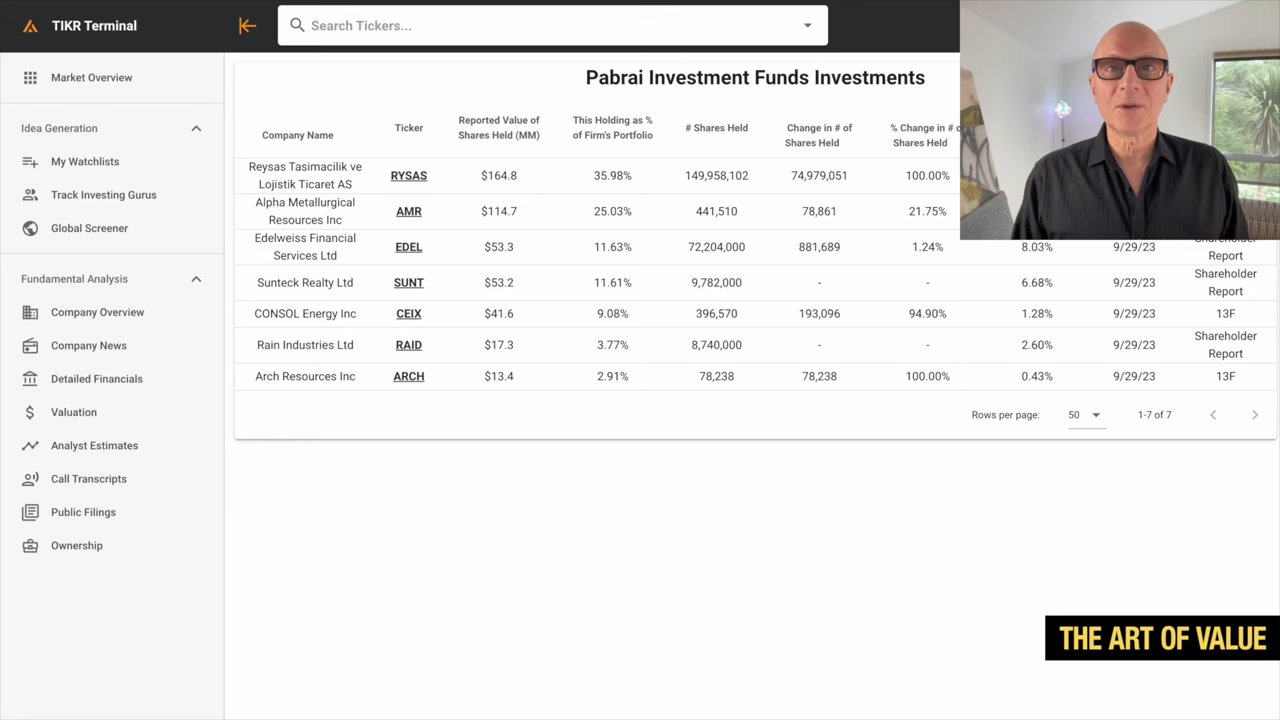 TIKR Terminal
Search Tickers...
Market Overview
Idea Generation
My Watchlists
Track Investing Gurus
Global Screener
Fundamental Analysis
Company Overview
Company News
Detailed Financials
Valuation
Analyst Estimates
Call Transcripts
Public Filings
Ownership
Pabrai Investment Funds Investments
Company Name Ticker Reported Value of Shares Held (MM) This Holding as % of Firm's Portfolio # Shares Held Change in # of Shares Held % Change in # of Shares Held
Reysas Tasimacilik ve Lojistik Ticaret AS RYSAS $164.8 35.98% 149,958,102 74,979,051 100.00%
Alpha Metallurgical Resources Inc AMR $114.7 25.03% 441,510 78,861 21.75%
Edelweiss Financial Services Ltd EDEL $53.3 11.63% 72,204,000 881,689 1.24% 8.03% 9/29/23 Shareholder Report
Sunteck Realty Ltd SUNT $53.2 11.61% 9,782,000 - - 6.68% 9/29/23 Shareholder Report
CONSOL Energy Inc CEIX $41.6 9.08% 396,570 193,096 94.90% 1.28% 9/29/23 13F
Rain Industries Ltd RAID $17.3 3.77% 8,740,000 - - 2.60% 9/29/23 Shareholder Report
Arch Resources Inc ARCH $13.4 2.91% 78,238 78,238 100.00% 0.43% 9/29/23 13F
Rows per page: 50 1-7 of 7
THE ART OF VALUE